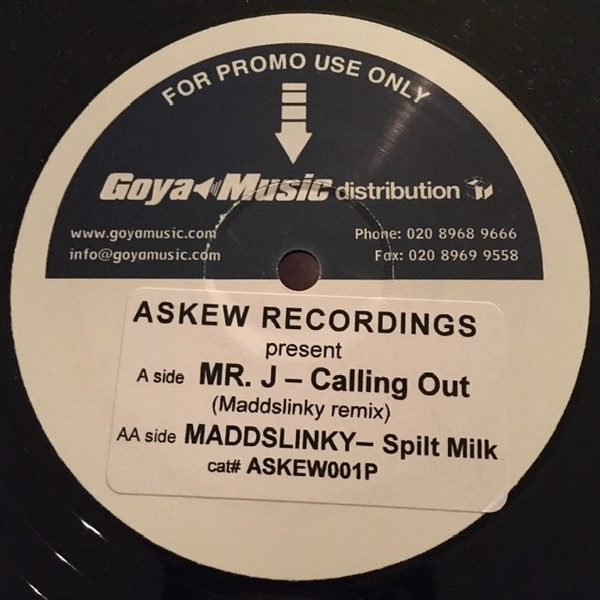 FOR PROMO USE ONLY
Goya Music distribution
www.goyamusic.com
Phone: 020 8968 9666
info@goyamusic.com
Fax: 020 8969 9558
ASKEW RECORDINGS
present
A side MR. J – Calling Out
(Maddslinky remix)
AA side MADDSLINKY– Spilt Milk
cat# ASKEW001P